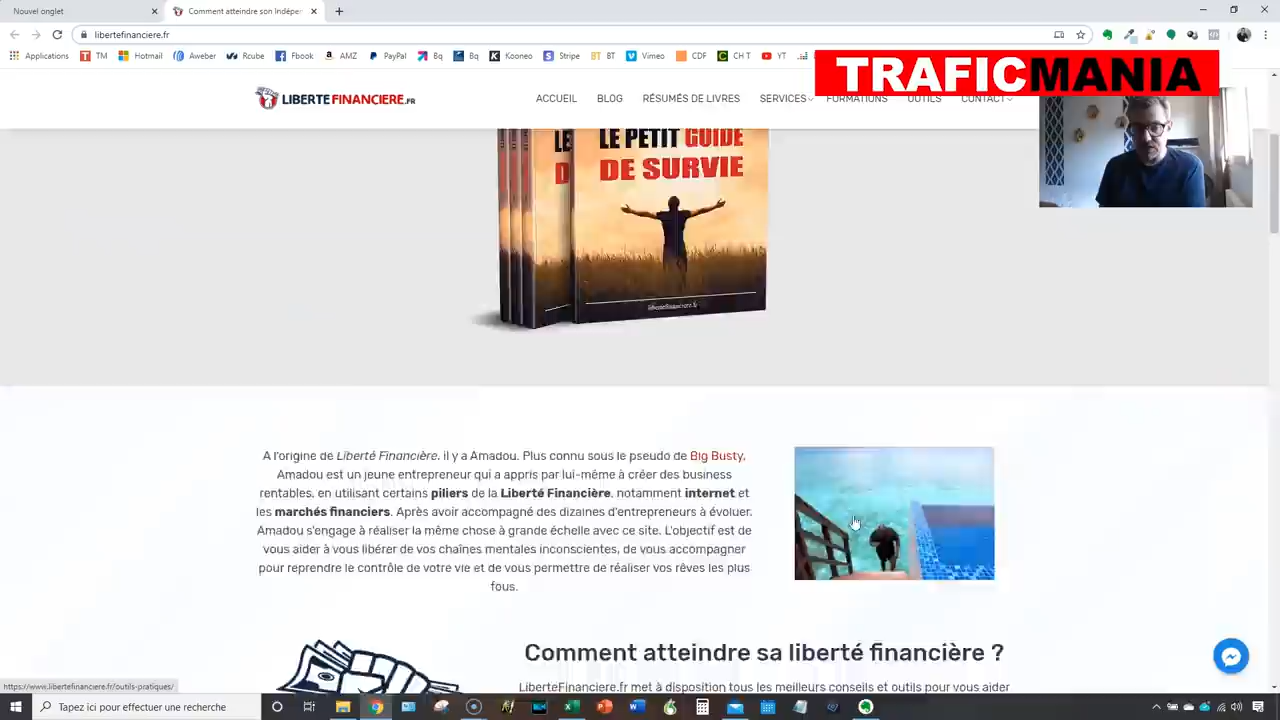 Nouvel onglet
Comment atteindre son Indépe
libertefinanciere.fr
Applications TM Hotmail Aweber Rcube Fbook AMZ PayPal Bq Bq Kooneo Stripe BT BT Vimeo CDF CH T YT
TRAFICMANIA
LIBERTEFINANCIERE.FR
ACCUEIL BLOG RÉSUMÉS DE LIVRES SERVICES FORMATIONS OUTILS CONTACT
LE PETIT GUIDE
DE SURVIE
libertefinanciere.fr
A l'origine de Liberté Financière, il y a Amadou. Plus connu sous le pseudo de Big Busty,
Amadou est un jeune entrepreneur qui a appris par lui-même à créer des business
rentables, en utilisant certains piliers de la Liberté Financière, notamment internet et
les marchés financiers. Après avoir accompagné des dizaines d'entrepreneurs à évoluer,
Amadou s'engage à réaliser la même chose à grande échelle avec ce site. L'objectif est de
vous aider à vous libérer de vos chaînes mentales inconscientes, de vous accompagner
pour reprendre le contrôle de votre vie et de vous permettre de réaliser vos rêves les plus
fous.
Comment atteindre sa liberté financière ?
LiberteFinanciere.fr met à disposition tous les meilleurs conseils et outils pour vous aider
https://www.libertefinanciere.fr/outils-pratiques/
Tapez ici pour effectuer une recherche